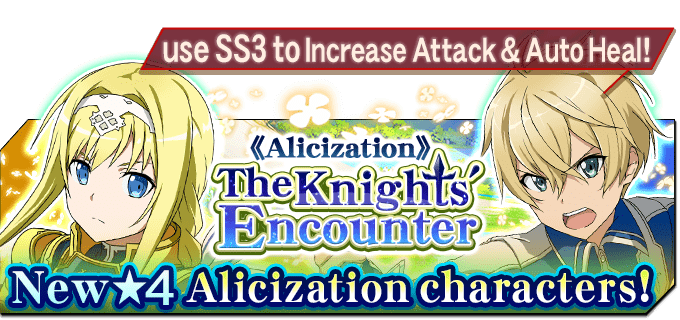 use SS3 to Increase Attack & Auto Heal!
《Alicization》
The Knights'
Encounter
New★4 Alicization characters!